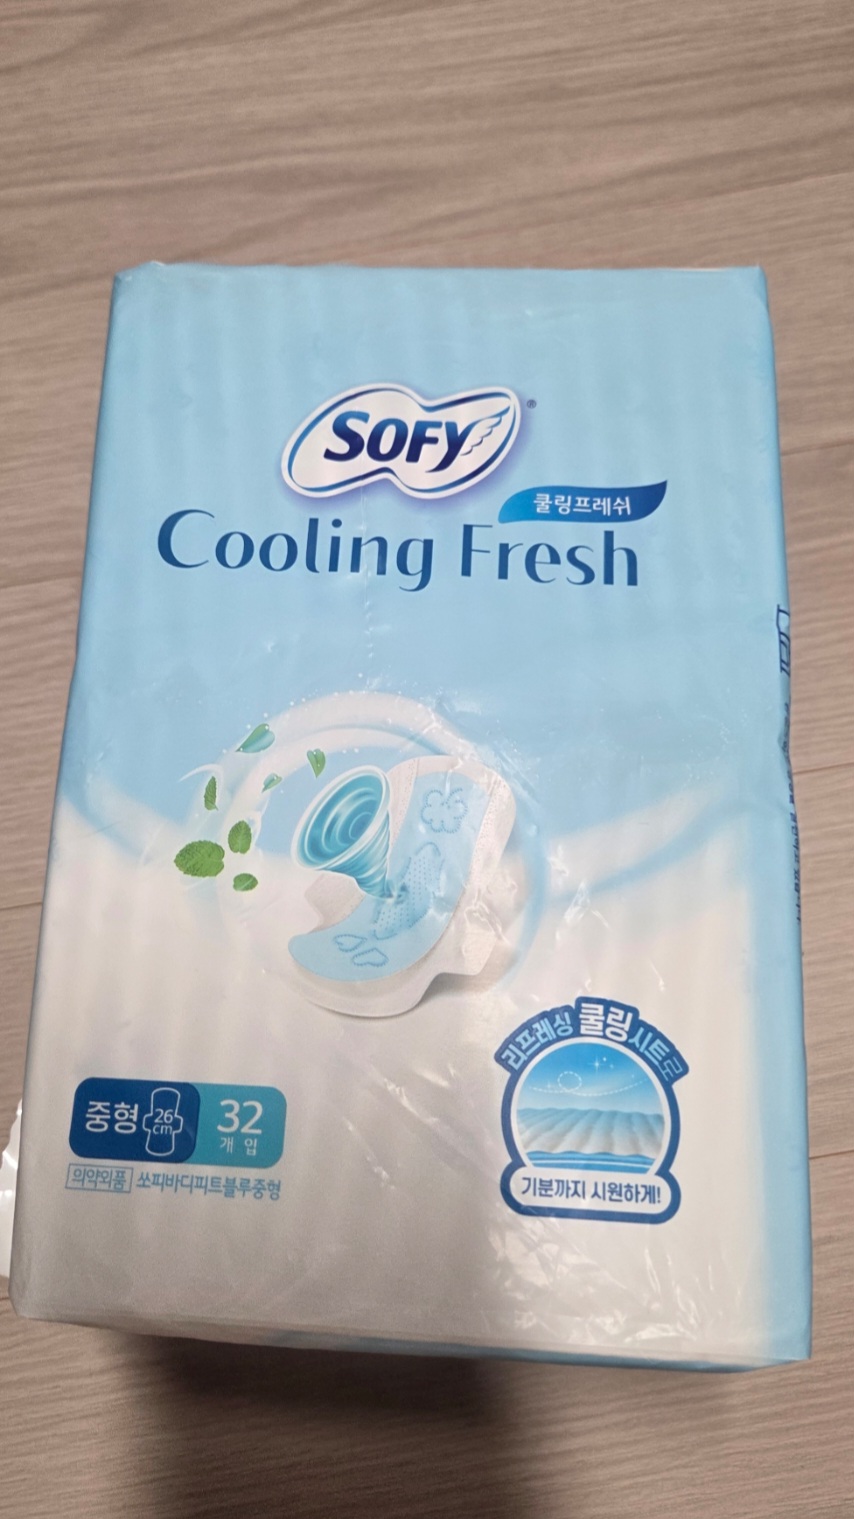 SOFY®
쿨링프레쉬
Cooling Fresh
리프레싱 쿨링시트로
기분까지 시원하게!
중형 26cm 32개입
의약외품 쏘피바디피트블루중형